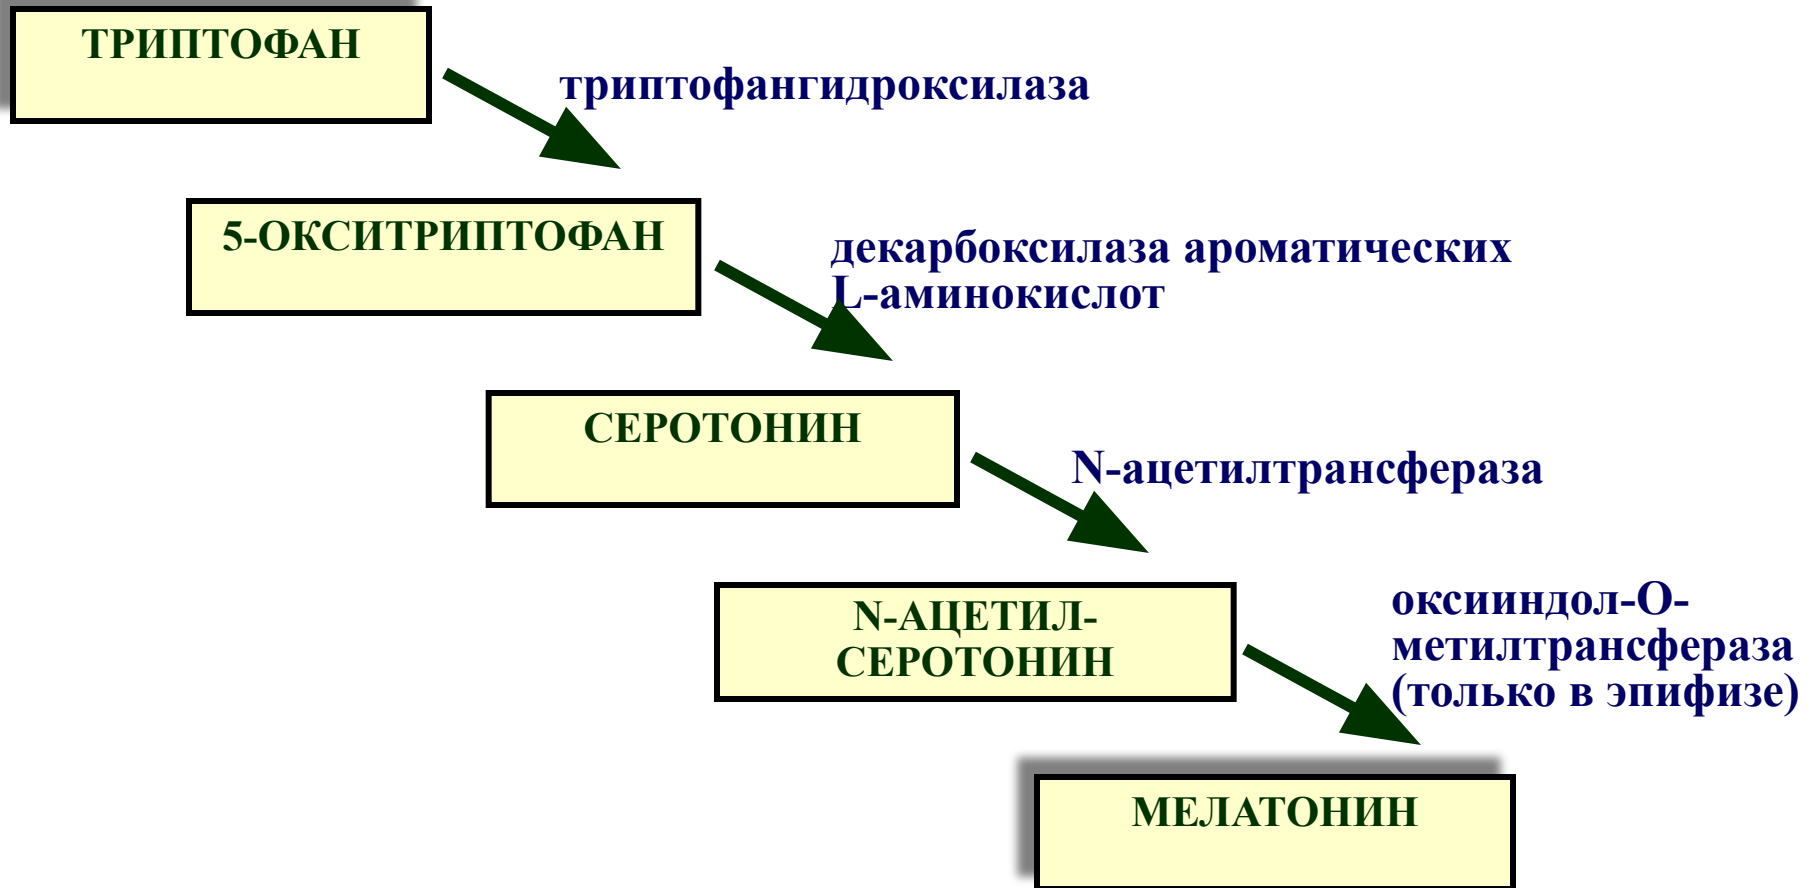 ТРИПТОФАН
триптофангидроксилаза
5-ОКСИТРИПТОФАН
декарбоксилаза ароматических
L-аминокислот
СЕРОТОНИН
N-ацетилтрансфераза
N-АЦЕТИЛ-
СЕРОТОНИН
оксииндол-О-
метилтрансфераза
(только в эпифизе)
МЕЛАТОНИН